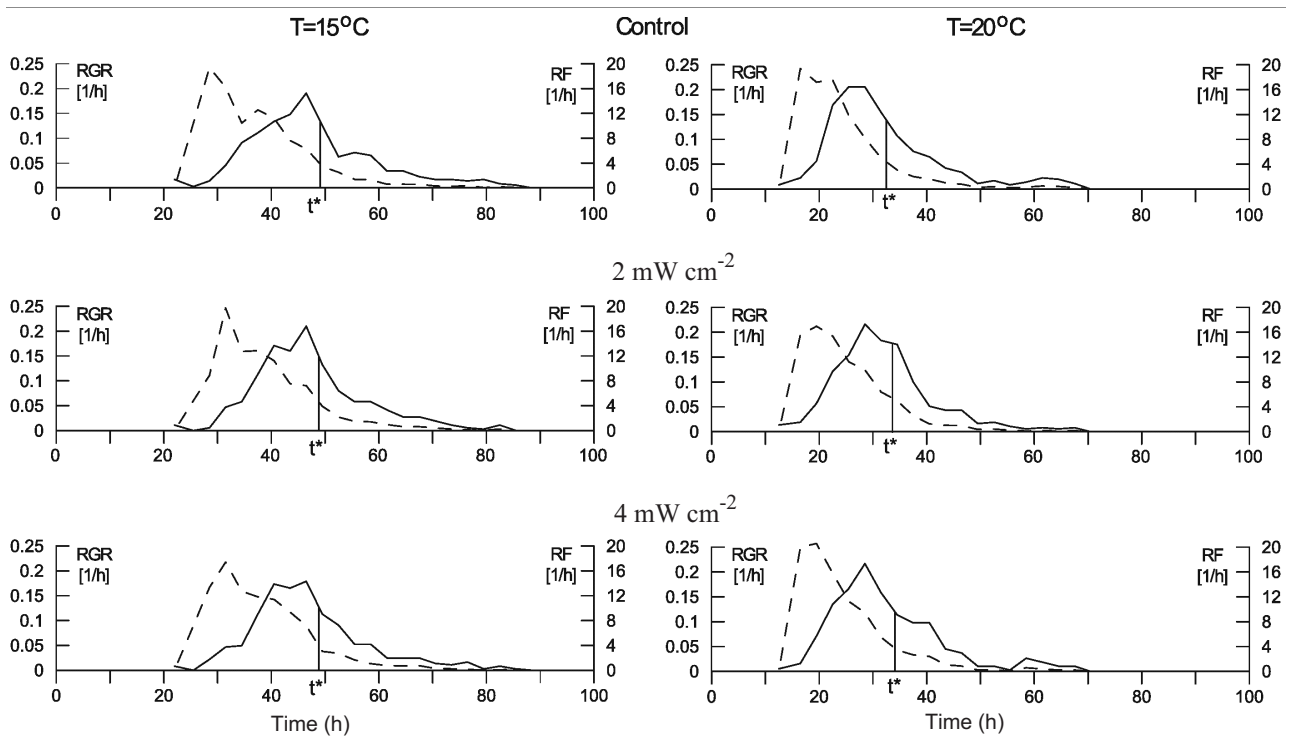 T=15°C Control T=20°C
0.25 RGR RF 20 0.25 RGR RF 20
[1/h] [1/h] [1/h] [1/h]
0.2 16 0.2 16
0.15 12 0.15 12
0.1 8 0.1 8
0.05 4 0.05 4
0 0 0 0
0 20 40 t* 60 80 100 0 20 t* 40 60 80 100
2 mW cm-2
0.25 RGR RF 20 0.25 RGR RF 20
[1/h] [1/h] [1/h] [1/h]
0.2 16 0.2 16
0.15 12 0.15 12
0.1 8 0.1 8
0.05 4 0.05 4
0 0 0 0
0 20 40 t* 60 80 100 0 20 t* 40 60 80 100
4 mW cm-2
0.25 RGR RF 20 0.25 RGR RF 20
[1/h] [1/h] [1/h] [1/h]
0.2 16 0.2 16
0.15 12 0.15 12
0.1 8 0.1 8
0.05 4 0.05 4
0 0 0 0
0 20 40 t* 60 80 100 0 20 t* 40 60 80 100
Time (h) Time (h)